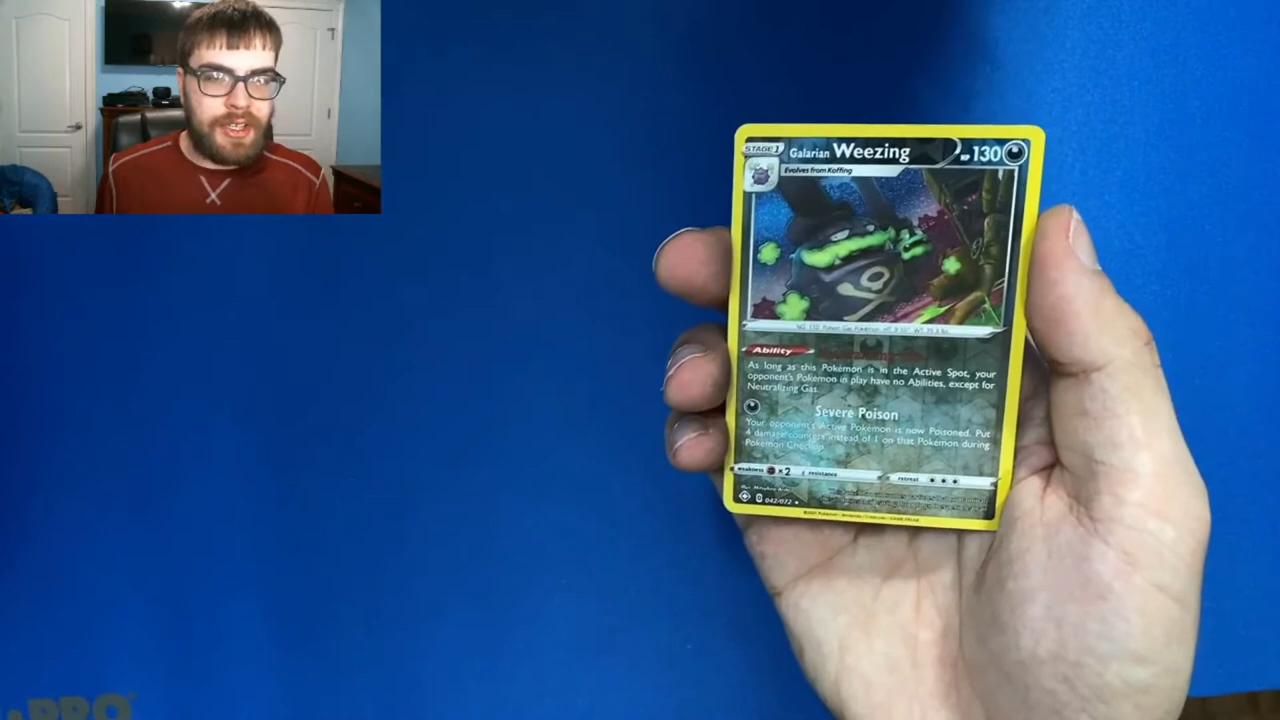 STAGE 1
Galarian Weezing
HP 130
Evolves from Koffing
Ability
As long as this Pokémon is in the Active Spot, your
opponent's Pokémon in play have no Abilities, except for
Neutralizing Gas.
Severe Poison
Your opponent's Active Pokémon is now Poisoned. Put
4 damage counters instead of 1 on that Pokémon during
Pokémon Checkup.
weakness ×2 resistance
retreat
042/072
PRO